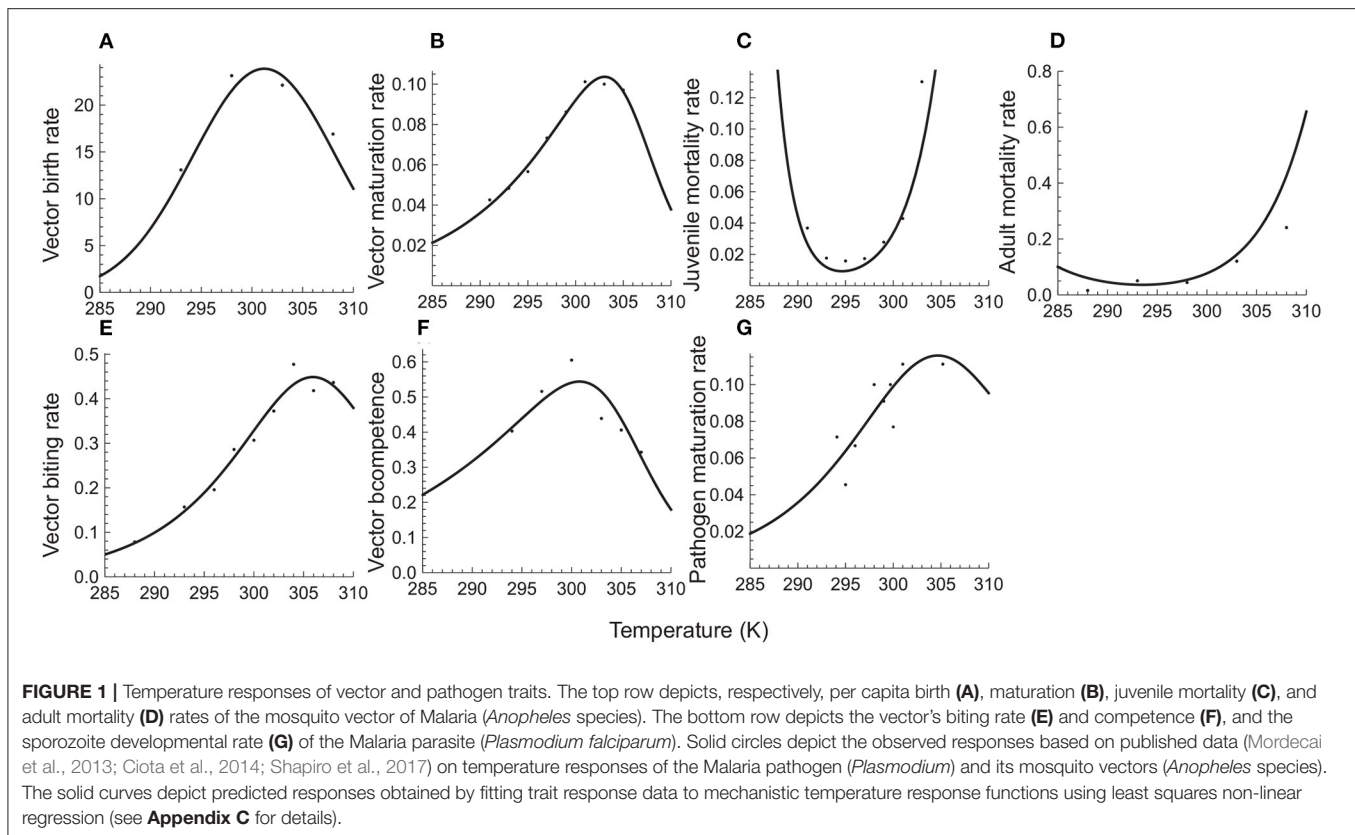 A
B
C
D
Vector birth rate
20
15
10
5
0
285 290 295 300 305 310
Vector maturation rate
0.10
0.08
0.06
0.04
0.02
285 290 295 300 305 310
Juvenile mortality rate
0.12
0.10
0.08
0.06
0.04
0.02
285 290 295 300 305 310
Adult mortality rate
0.8
0.6
0.4
0.2
0.0
285 290 295 300 305 310
E
F
G
Vector biting rate
0.5
0.4
0.3
0.2
0.1
0.0
285 290 295 300 305 310
Vector bcompetence
0.6
0.5
0.4
0.3
0.2
0.1
0.0
285 290 295 300 305 310
Pathogen maturation rate
0.10
0.08
0.06
0.04
0.02
285 290 295 300 305 310
Temperature (K)
FIGURE 1 | Temperature responses of vector and pathogen traits. The top row depicts, respectively, per capita birth (A), maturation (B), juvenile mortality (C), and
adult mortality (D) rates of the mosquito vector of Malaria (Anopheles species). The bottom row depicts the vector's biting rate (E) and competence (F), and the
sporozoite developmental rate (G) of the Malaria parasite (Plasmodium falciparum). Solid circles depict the observed responses based on published data (Mordecai
et al., 2013; Ciota et al., 2014; Shapiro et al., 2017) on temperature responses of the Malaria pathogen (Plasmodium) and its mosquito vectors (Anopheles species).
The solid curves depict predicted responses obtained by fitting trait response data to mechanistic temperature response functions using least squares non-linear
regression (see Appendix C for details).